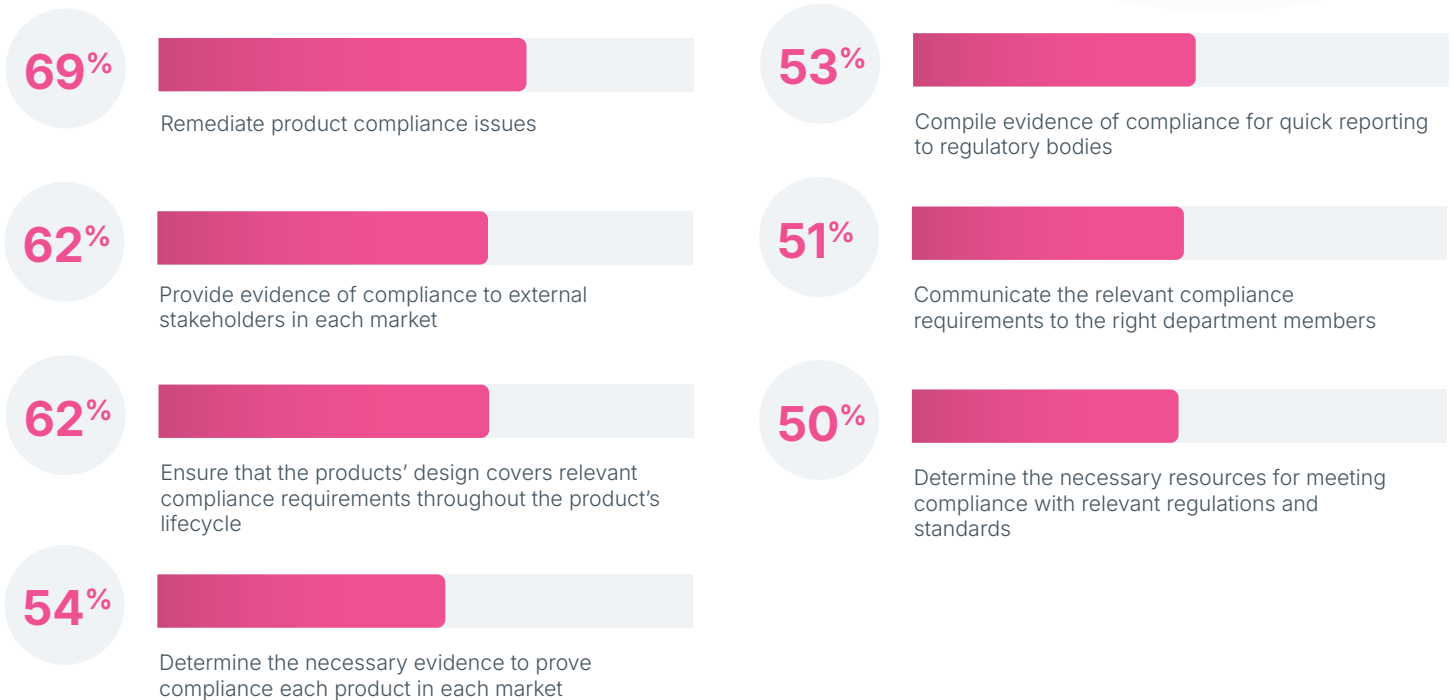 69%
Remediate product compliance issues
62%
Provide evidence of compliance to external
stakeholders in each market
62%
Ensure that the products’ design covers relevant
compliance requirements throughout the product’s
lifecycle
54%
Determine the necessary evidence to prove
compliance each product in each market
53%
Compile evidence of compliance for quick reporting
to regulatory bodies
51%
Communicate the relevant compliance
requirements to the right department members
50%
Determine the necessary resources for meeting
compliance with relevant regulations and
standards